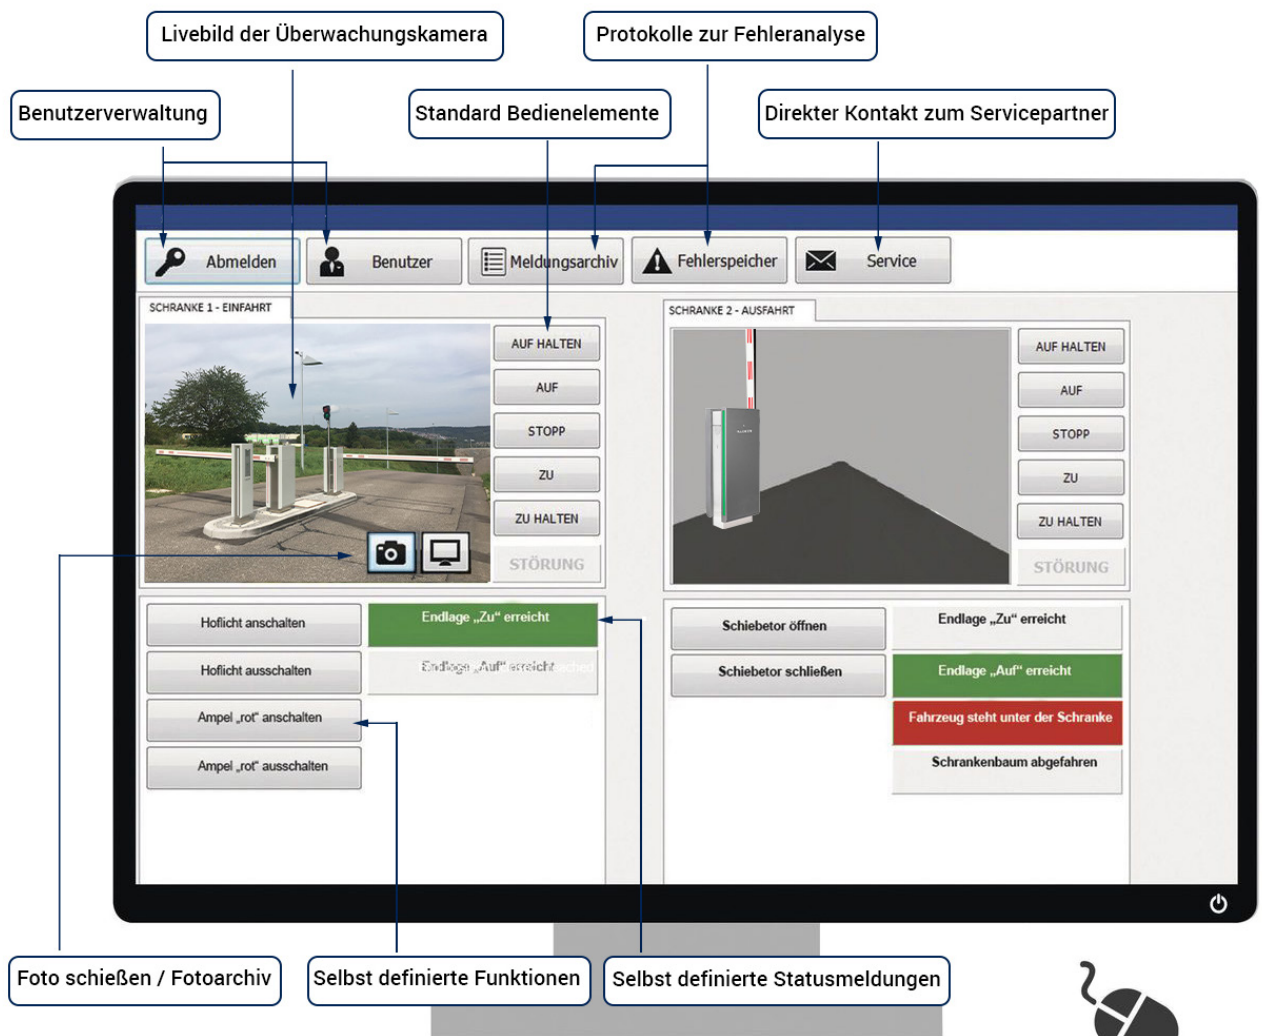 Livebild der Überwachungskamera
Protokolle zur Fehleranalyse
Benutzerverwaltung
Standard Bedienelemente
Direkter Kontakt zum Servicepartner
Abmelden
Benutzer
Meldungsarchiv
Fehlerspeicher
Service
SCHRANKE 1 - EINFAHRT
AUF HALTEN
AUF
STOPP
ZU
ZU HALTEN
STÖRUNG
SCHRANKE 2 - AUSFAHRT
AUF HALTEN
AUF
STOPP
ZU
ZU HALTEN
STÖRUNG
Hoflicht anschalten
Hoflicht ausschalten
Ampel „rot“ anschalten
Ampel „rot“ ausschalten
Endlage „Zu“ erreicht
Endlage „Auf“ erreicht
Schiebetor öffnen
Schiebetor schließen
Endlage „Zu“ erreicht
Endlage „Auf“ erreicht
Fahrzeug steht unter der Schranke
Schrankenbaum abgefahren
Foto schießen / Fotoarchiv
Selbst definierte Funktionen
Selbst definierte Statusmeldungen